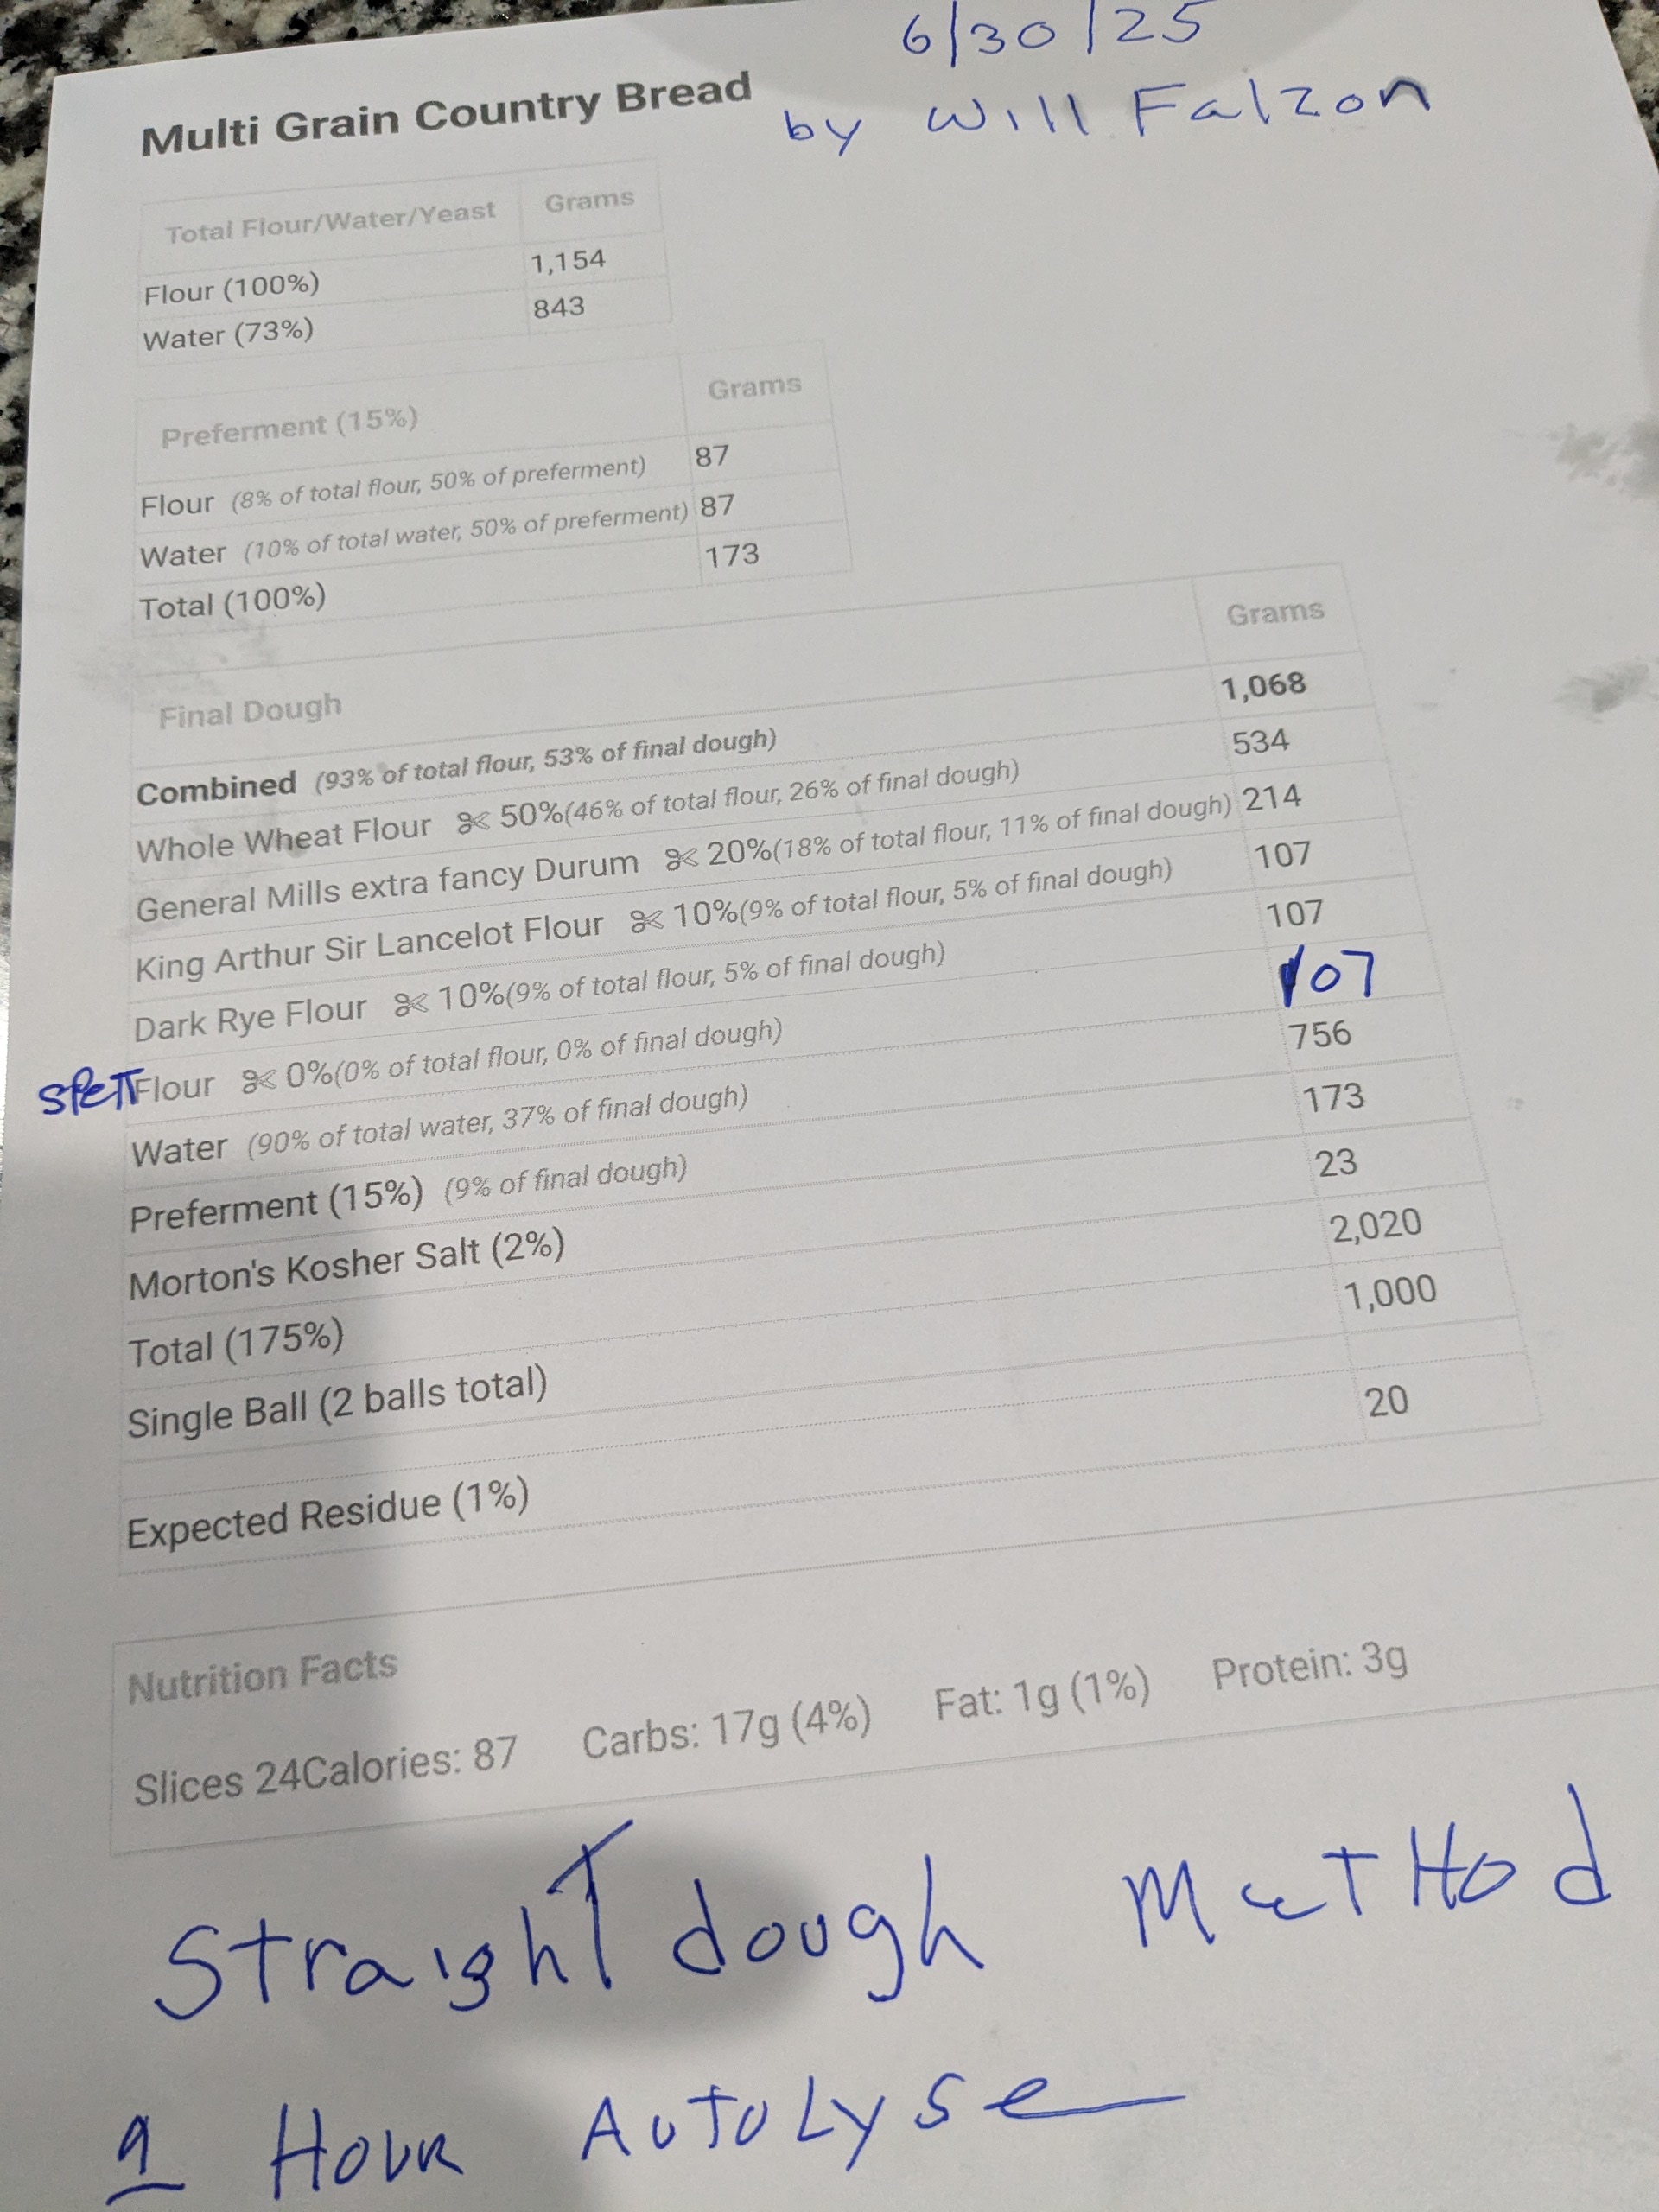 6/30/25
Multi Grain Country Bread by Will Falzon
Total Flour/Water/Yeast Grams
Flour (100%) 1,154
Water (73%) 843
Preferment (15%) Grams
Flour (8% of total flour, 50% of preferment) 87
Water (10% of total water, 50% of preferment) 87
Total (100%) 173
Final Dough Grams
Combined (93% of total flour, 53% of final dough) 1,068
Whole Wheat Flour ✂ 50%(46% of total flour, 26% of final dough) 534
General Mills extra fancy Durum ✂ 20%(18% of total flour, 11% of final dough) 214
King Arthur Sir Lancelot Flour ✂ 10%(9% of total flour, 5% of final dough) 107
Dark Rye Flour ✂ 10%(9% of total flour, 5% of final dough) 107
SPeTT Flour ✂ 0%(0% of total flour, 0% of final dough) 107
Water (90% of total water, 37% of final dough) 756
Preferment (15%) (9% of final dough) 173
Morton's Kosher Salt (2%) 23
Total (175%) 2,020
Single Ball (2 balls total) 1,000
Expected Residue (1%) 20
Nutrition Facts
Slices 24Calories: 87 Carbs: 17g (4%) Fat: 1g (1%) Protein: 3g
Straight dough MetHod
1 Hour AutoLyse